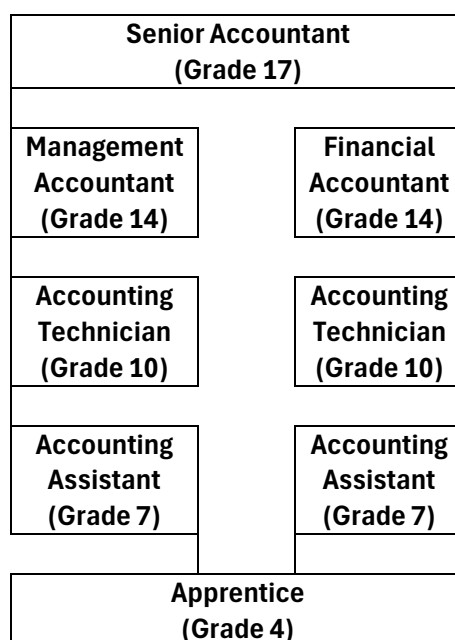 Senior Accountant
(Grade 17)
Management
Accountant
(Grade 14)
Financial
Accountant
(Grade 14)
Accounting
Technician
(Grade 10)
Accounting
Technician
(Grade 10)
Accounting
Assistant
(Grade 7)
Accounting
Assistant
(Grade 7)
Apprentice
(Grade 4)